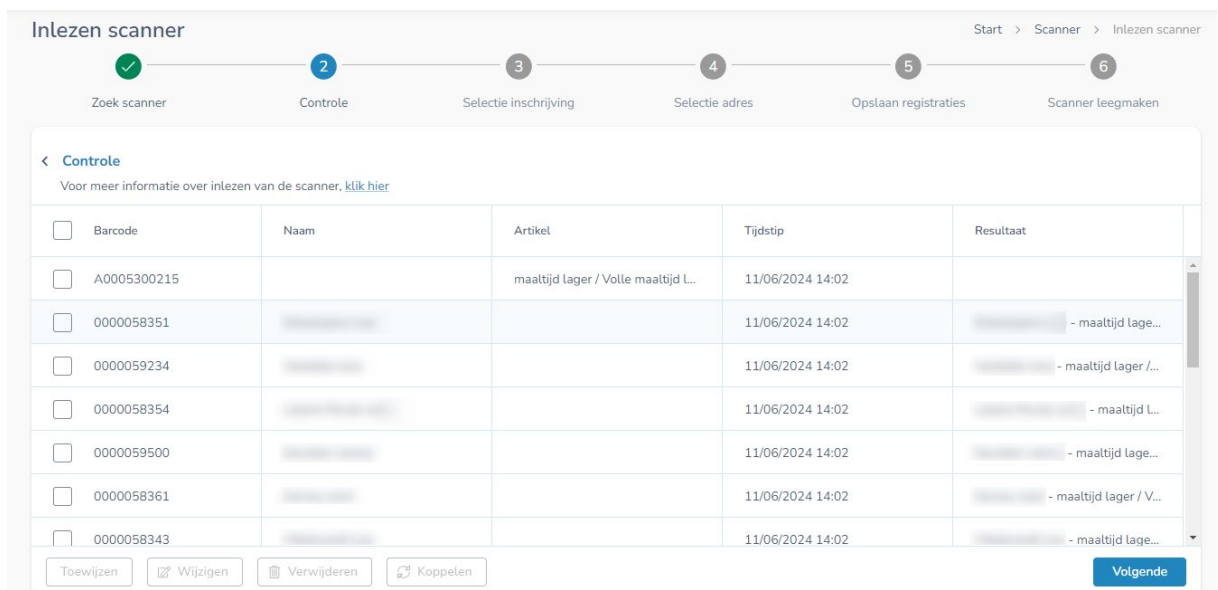 Inlezen scanner
Start > Scanner > Inlezen scanner
2 3 4 5 6
Zoek scanner Controle Selectie inschrijving Selectie adres Opslaan registraties Scanner leegmaken
< Controle
Voor meer informatie over inlezen van de scanner, klik hier
Barcode Naam Artikel Tijdstip Resultaat
A0005300215 maaltijd lager / Volle maaltijd l... 11/06/2024 14:02
0000058351 11/06/2024 14:02 - maaltijd lage...
0000059234 11/06/2024 14:02 - maaltijd lager /...
0000058354 11/06/2024 14:02 - maaltijd l...
0000059500 11/06/2024 14:02 - maaltijd lage...
0000058361 11/06/2024 14:02 - maaltijd lager / V...
0000058343 11/06/2024 14:02 - maaltijd lage...
Toewijzen Wijzigen Verwijderen Koppelen Volgende